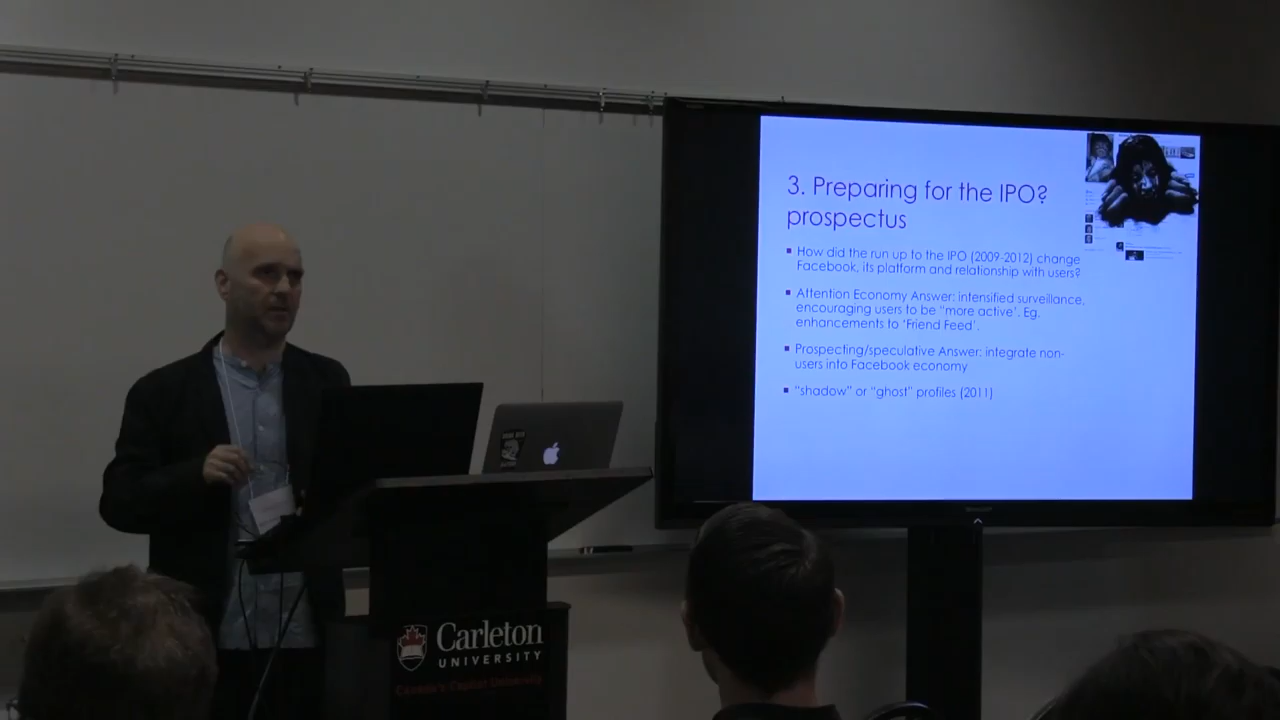 3. Preparing for the IPO?
prospectus
How did the run up to the IPO (2009-2012) change
Facebook, its platform and relationship with users?
Attention Economy Answer: intensified surveillance,
encouraging users to be “more active’. Eg.
enhancements to ‘Friend Feed’.
Prospecting/speculative Answer: integrate non-
users into Facebook economy
“shadow” or “ghost” profiles (2011)
Carleton
UNIVERSITY
Canada's Capital University